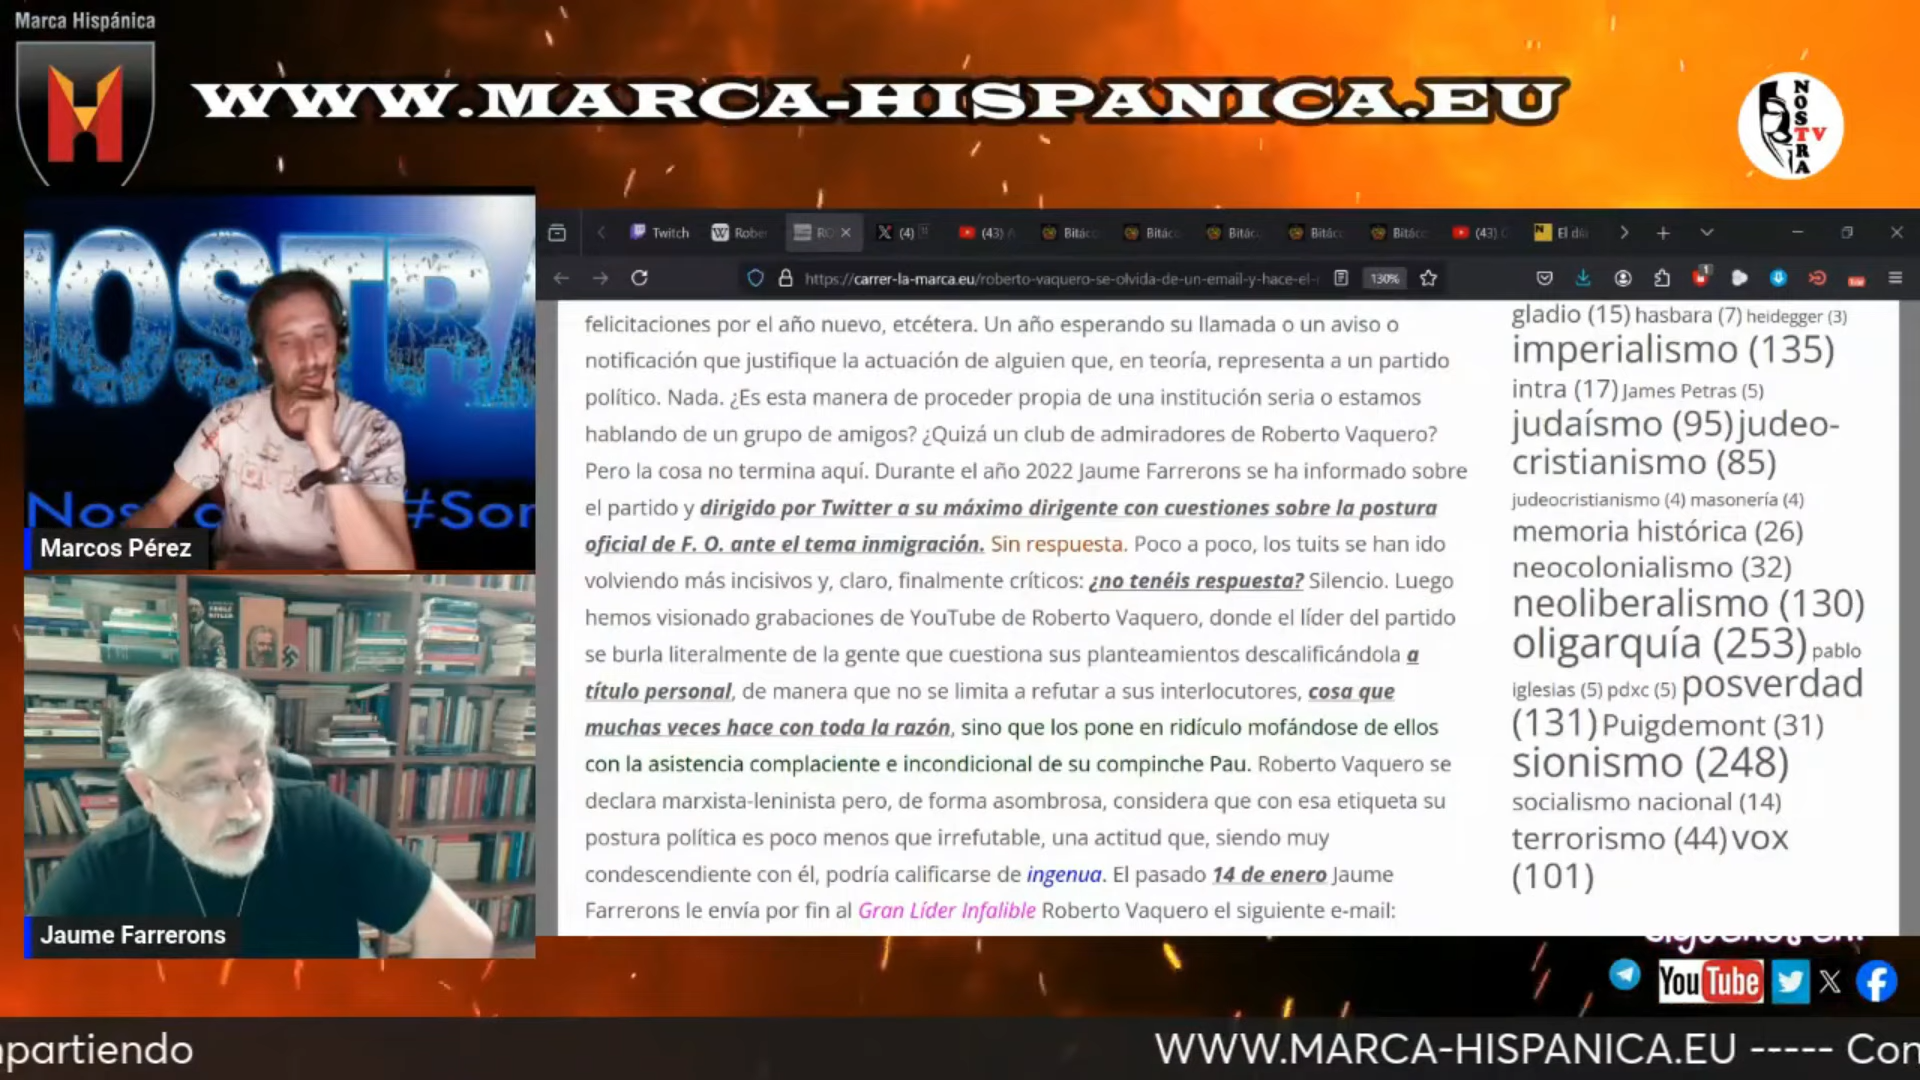 Marca Hispánica
WWW.MARCA-HISPANICA.EU
NOSTRA
TV
Marcos Pérez
Jaume Farrerons
Twitch
(4)
(43)
Bitác
Bitác
Bitác
Bitác
Bitác
(43)
https://carrer-la-marca.eu/roberto-vaquero-se-olvida-de-un-email-y-hace-el-
130%
felicitaciones por el año nuevo, etcétera. Un año esperando su llamada o un aviso o
notificación que justifique la actuación de alguien que, en teoría, representa a un partido
político. Nada. ¿Es esta manera de proceder propia de una institución seria o estamos
hablando de un grupo de amigos? ¿Quizá un club de admiradores de Roberto Vaquero?
Pero la cosa no termina aquí. Durante el año 2022 Jaume Farrerons se ha informado sobre
el partido y dirigido por Twitter a su máximo dirigente con cuestiones sobre la postura
oficial de F. O. ante el tema inmigración. Sin respuesta. Poco a poco, los tuits se han ido
volviendo más incisivos y, claro, finalmente críticos: ¿no tenéis respuesta? Silencio. Luego
hemos visionado grabaciones de YouTube de Roberto Vaquero, donde el líder del partido
se burla literalmente de la gente que cuestiona sus planteamientos descalificándola a
título personal, de manera que no se limita a refutar a sus interlocutores, cosa que
muchas veces hace con toda la razón, sino que los pone en ridículo mofándose de ellos
con la asistencia complaciente e incondicional de su compinche Pau. Roberto Vaquero se
declara marxista-leninista pero, de forma asombrosa, considera que con esa etiqueta su
postura política es poco menos que irrefutable, una actitud que, siendo muy
condescendiente con él, podría calificarse de ingenua. El pasado 14 de enero Jaume
Farrerons le envía por fin al Gran Líder Infalible Roberto Vaquero el siguiente e-mail:
gladio (15) hasbara (7) heidegger (3)
imperialismo (135)
intra (17) James Petras (5)
judaísmo (95) judeo-
cristianismo (85)
judeocristianismo (4) masonería (4)
memoria histórica (26)
neocolonialismo (32)
neoliberalismo (130)
oligarquía (253) pablo
iglesias (5) pdxc (5) posverdad
(131) Puigdemont (31)
sionismo (248)
socialismo nacional (14)
terrorismo (44) vox
(101)
YouTube
mpartiendo
WWW.MARCA-HISPANICA.EU ----- Con